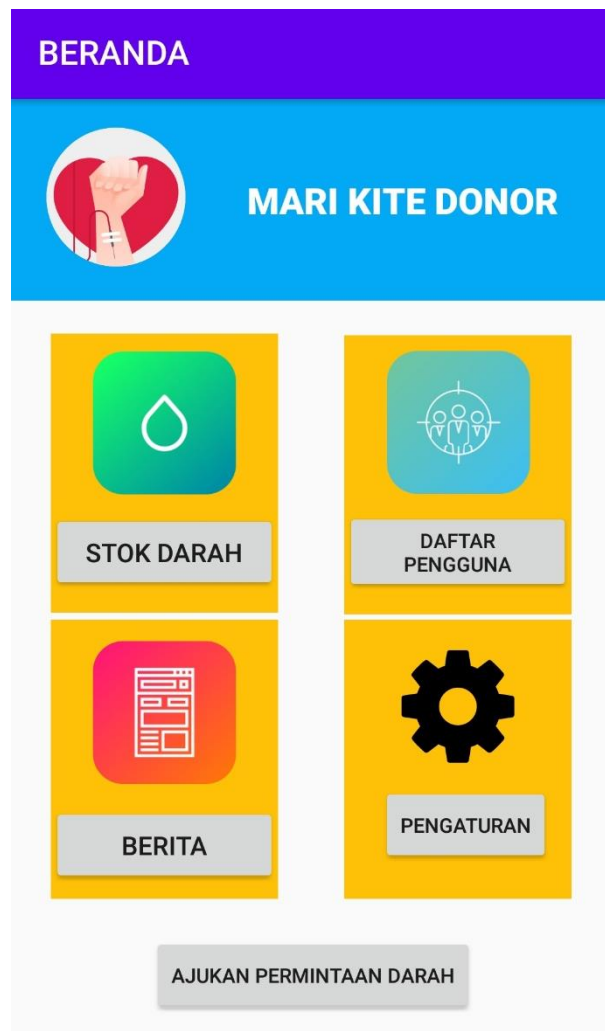 BERANDA
MARI KITE DONOR
STOK DARAH
DAFTAR
PENGGUNA
BERITA
PENGATURAN
AJUKAN PERMINTAAN DARAH